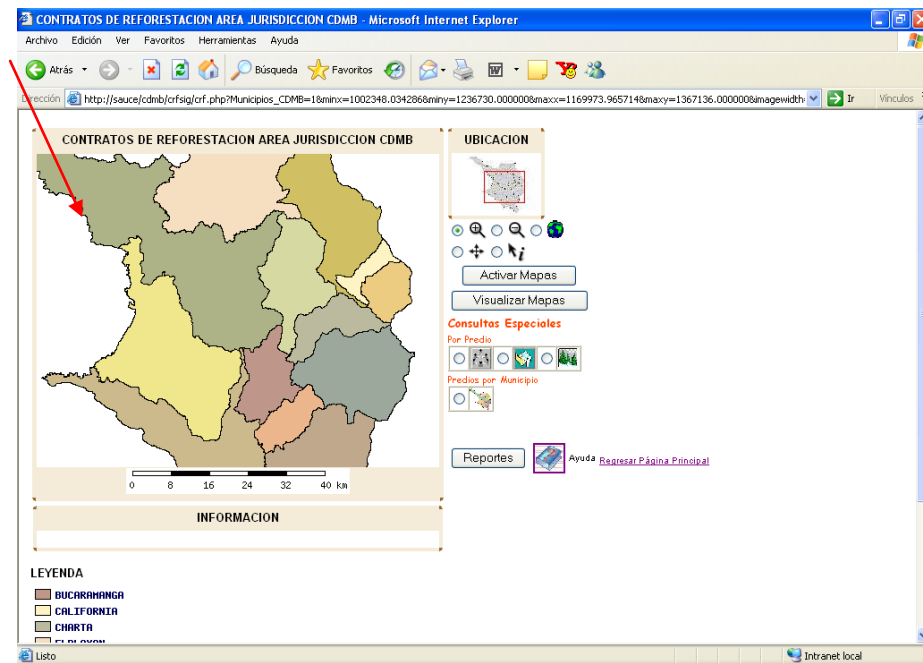 CONTRATOS DE REFORESTACION AREA JURISDICCION CDMB - Microsoft Internet Explorer
Archivo Edición Ver Favoritos Herramientas Ayuda
Atrás Búsqueda Favoritos
Dirección http://sauce/cdmb/crfsig/crf.php?Municipios_CDMB=1&minx=1002348.034286&miny=1236730.000000&maxx=1169973.965714&maxy=1367136.000000&imagewidth= Ir Vínculos
CONTRATOS DE REFORESTACION AREA JURISDICCION CDMB
UBICACION
Activar Mapas
Visualizar Mapas
Consultas Especiales
Por Predio
Predios por Municipio
Reportes Ayuda Regresar Página Principal
0 8 16 24 32 40 km
INFORMACION
LEYENDA
BUCARAMANGA
CALIFORNIA
CHARTA
Listo Intranet local